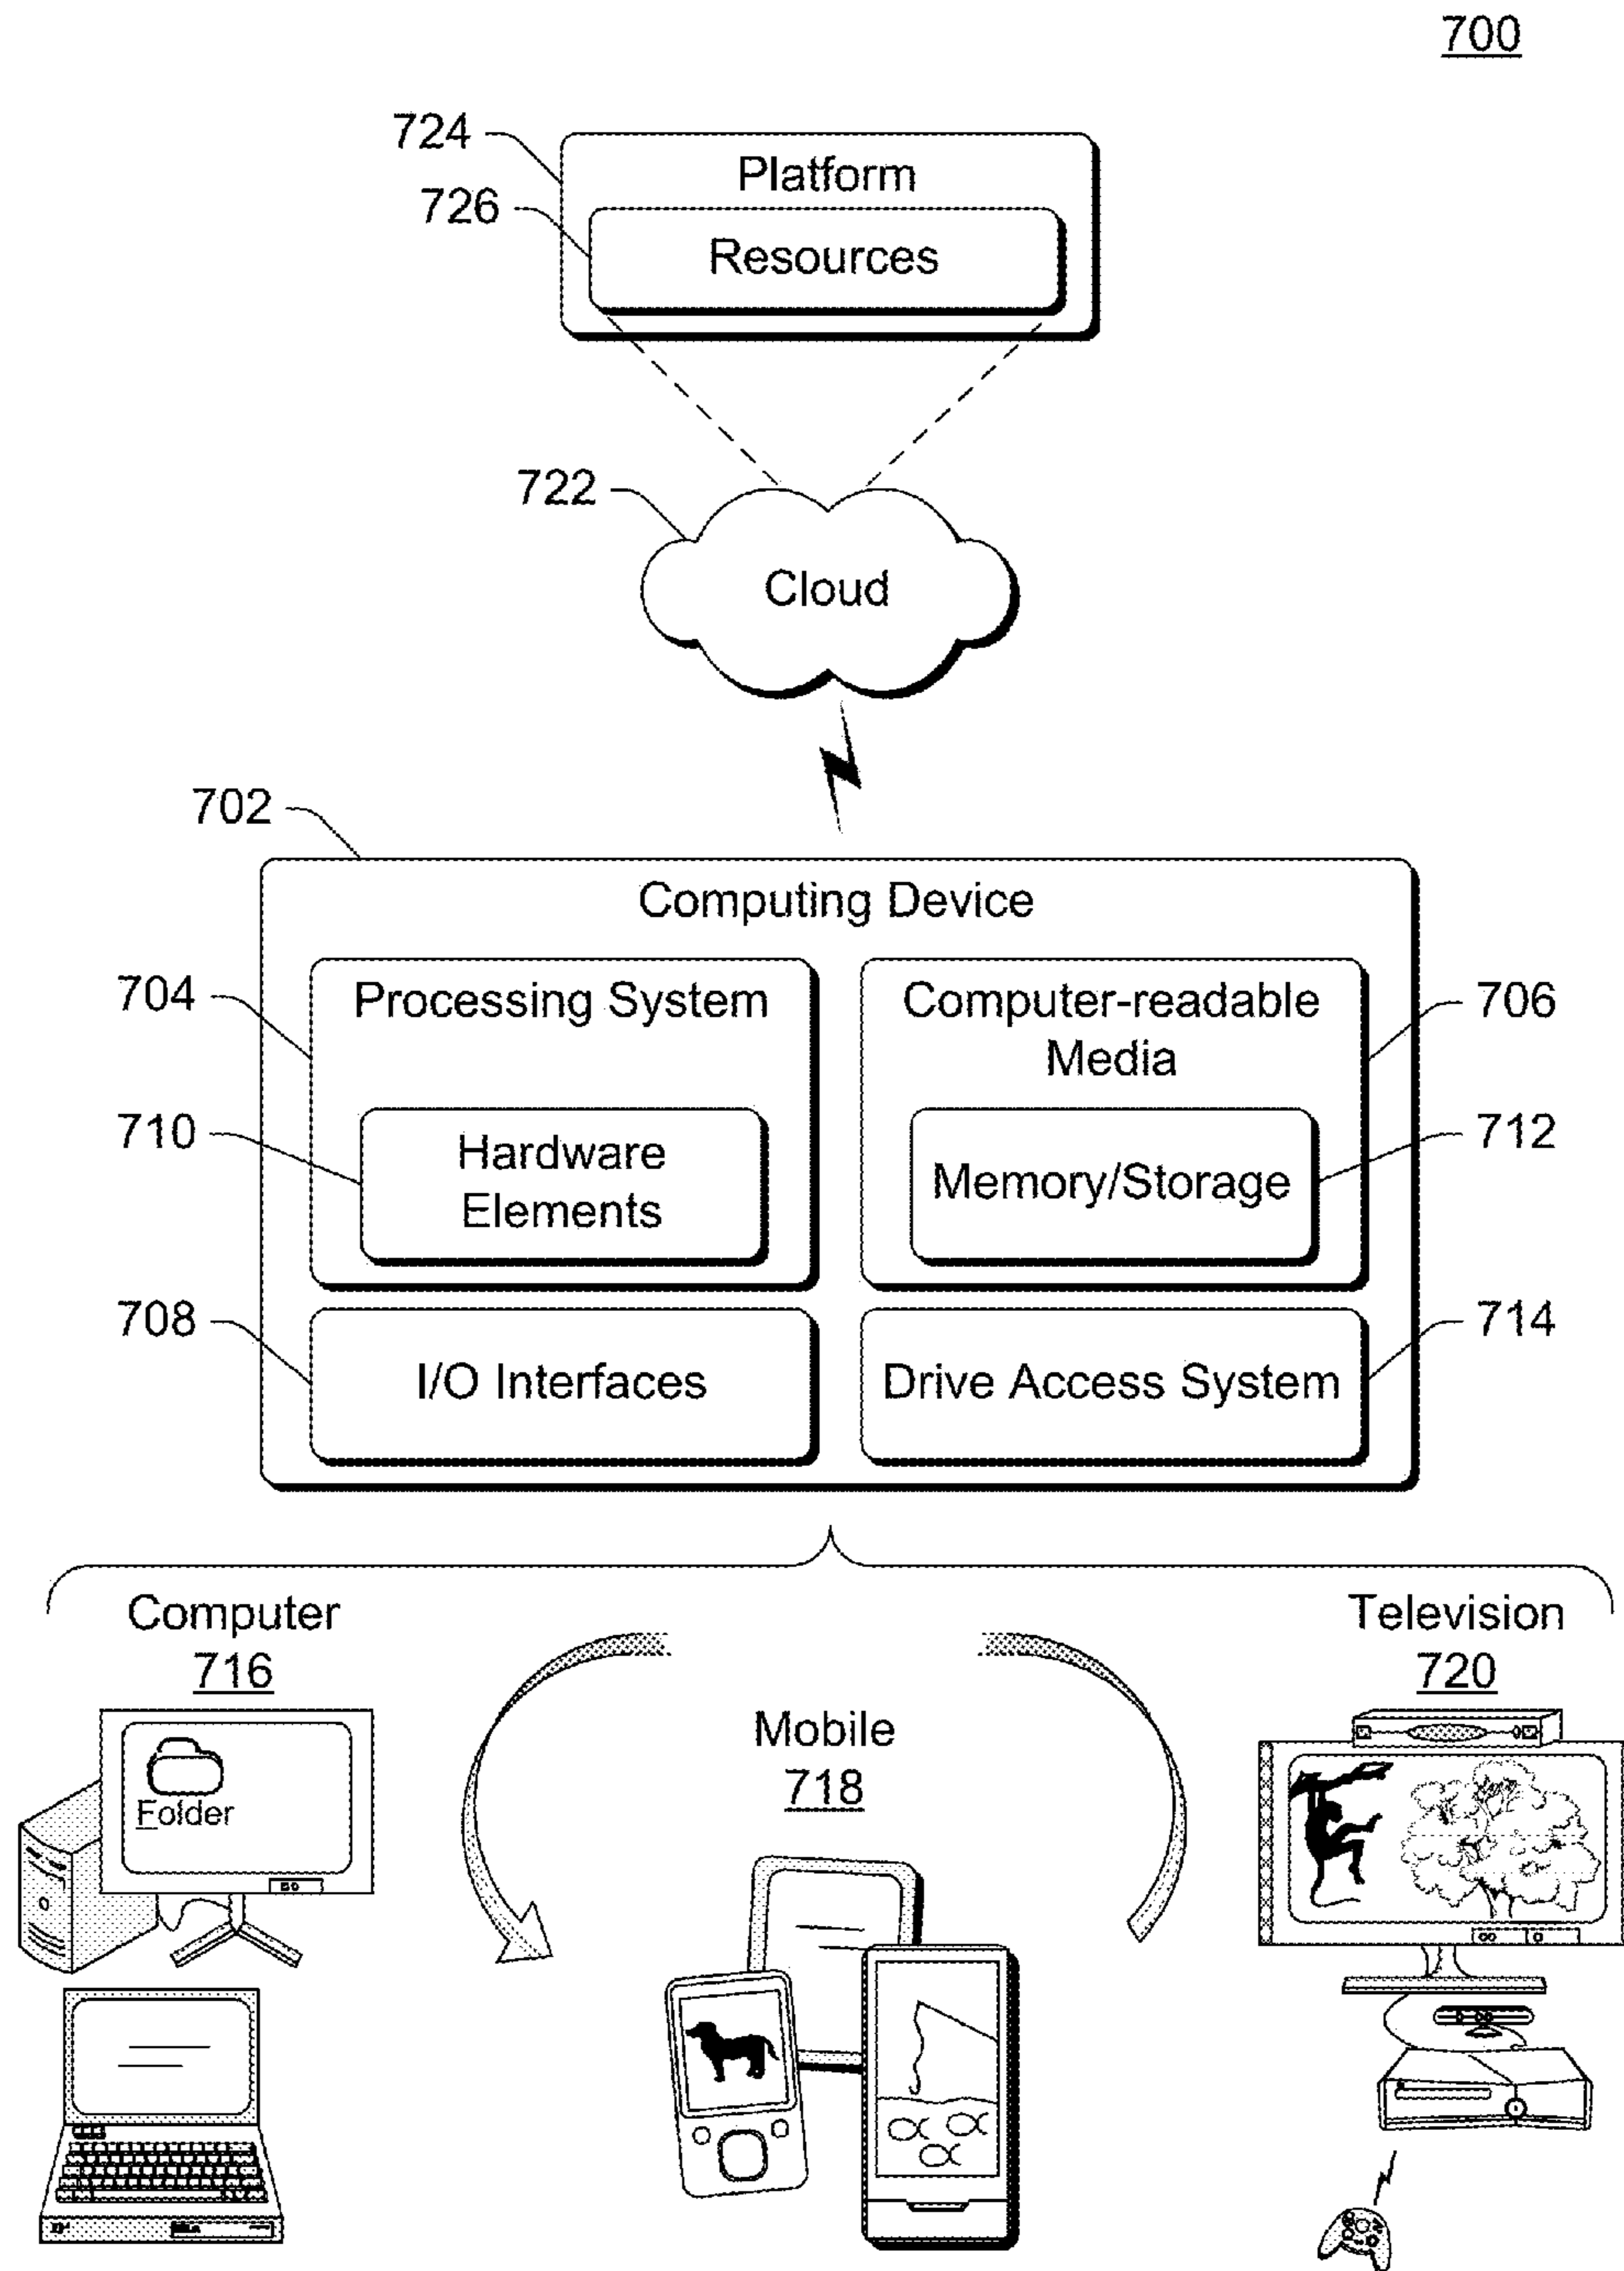 700
724
Platform
726
Resources
722
Cloud
702
Computing Device
704
Processing System
Computer-readable
Media
706
710
Hardware
Elements
Memory/Storage
712
708
I/O Interfaces
Drive Access System
714
Computer
716
Folder
Mobile
718
Television
720